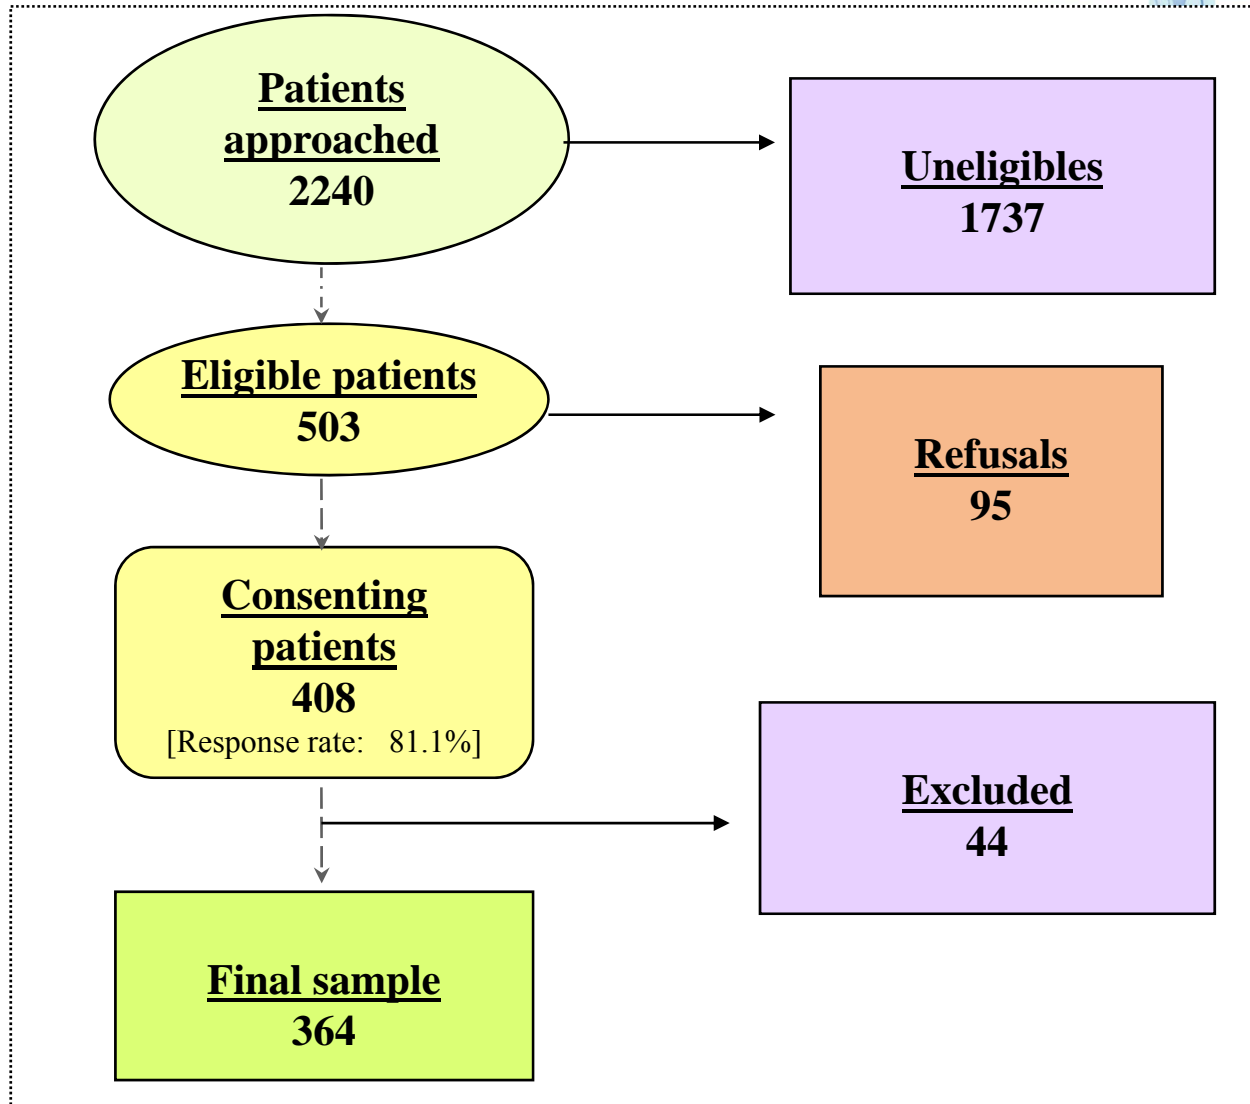 Patients
approached
2240
Uneligibles
1737
Eligible patients
503
Refusals
95
Consenting
patients
408
[Response rate: 81.1%]
Excluded
44
Final sample
364